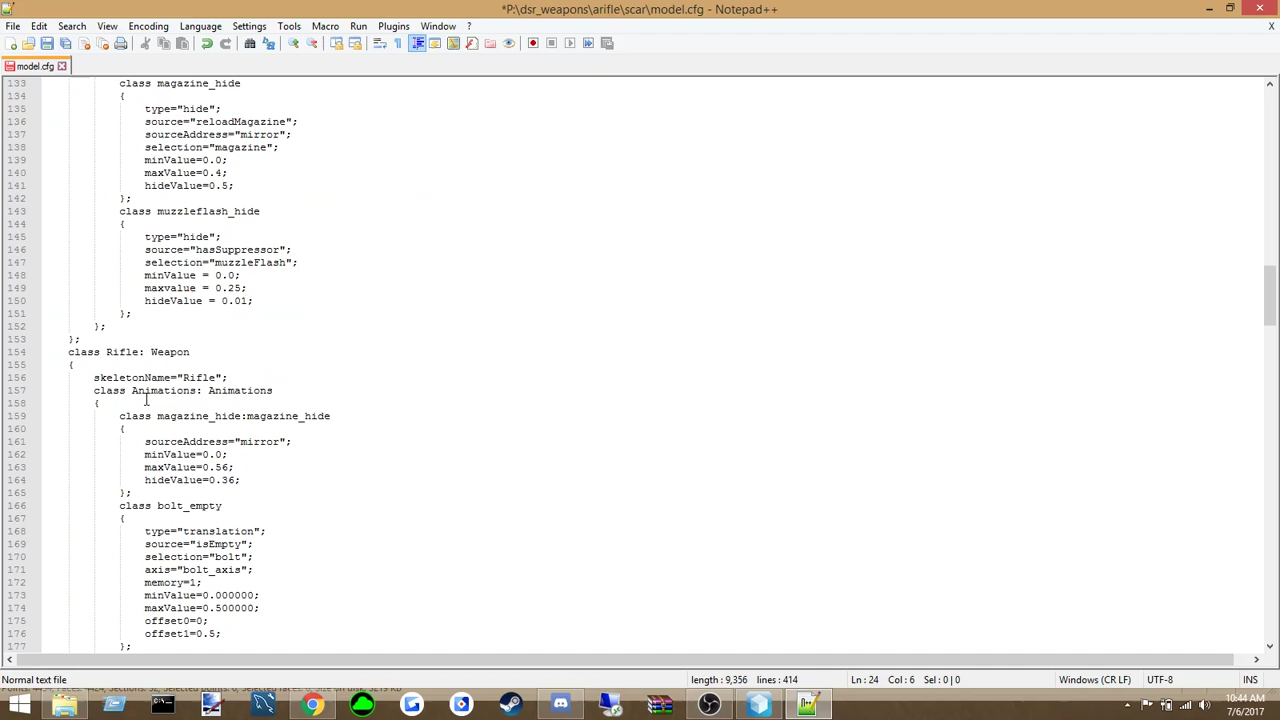 *P:\dsr_weapons\arifle\scar\model.cfg - Notepad++
File Edit Search View Encoding Language Settings Tools Macro Run Plugins Window ? X
model.cfg
133 class magazine_hide
134 {
135 type="hide";
136 source="reloadMagazine";
137 sourceAddress="mirror";
138 selection="magazine";
139 minValue=0.0;
140 maxValue=0.4;
141 hideValue=0.5;
142 };
143 class muzzleflash_hide
144 {
145 type="hide";
146 source="hasSuppressor";
147 selection="muzzleFlash";
148 minValue = 0.0;
149 maxvalue = 0.25;
150 hideValue = 0.01;
151 };
152 };
153 };
154 class Rifle: Weapon
155 {
156 skeletonName="Rifle";
157 class Animations: Animations
158 {
159 class magazine_hide:magazine_hide
160 {
161 sourceAddress="mirror";
162 minValue=0.0;
163 maxValue=0.56;
164 hideValue=0.36;
165 };
166 class bolt_empty
167 {
168 type="translation";
169 source="isEmpty";
170 selection="bolt";
171 axis="bolt_axis";
172 memory=1;
173 minValue=0.000000;
174 maxValue=0.500000;
175 offset0=0;
176 offset1=0.5;
177 };
Normal text file length : 9,356 lines : 414 Ln : 24 Col : 6 Sel : 0 | 0 Windows (CR LF) UTF-8 INS
10:44 AM
7/6/2017